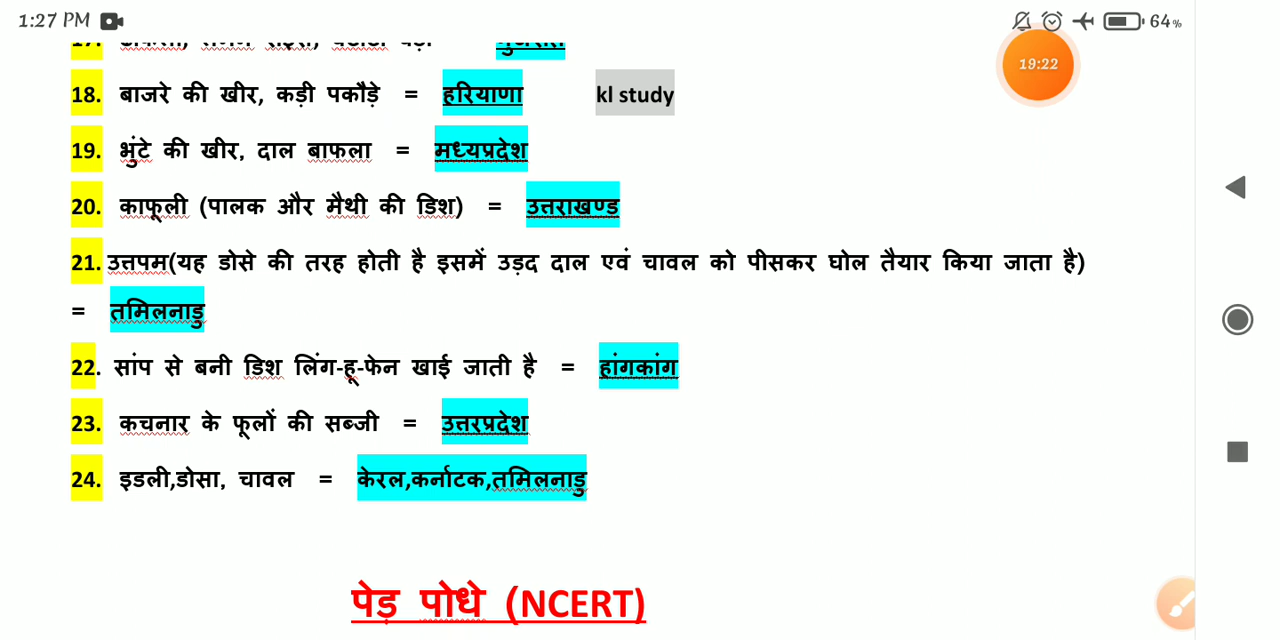 1:27 PM
64%
19:22
17.
18. बाजरे की खीर, कड़ी पकौड़े = हरियाणा kl study
19. भुंटे की खीर, दाल बाफला = मध्यप्रदेश
20. काफूली (पालक और मैथी की डिश) = उत्तराखण्ड
21. उत्तपम(यह डोसे की तरह होती है इसमें उड़द दाल एवं चावल को पीसकर घोल तैयार किया जाता है)
= तमिलनाडु
22. सांप से बनी डिश लिंग-हू-फेन खाई जाती है = हांगकांग
23. कचनार के फूलों की सब्जी = उत्तरप्रदेश
24. इडली,डोसा, चावल = केरल,कर्नाटक,तमिलनाडु
पेड़ पोधे (NCERT)